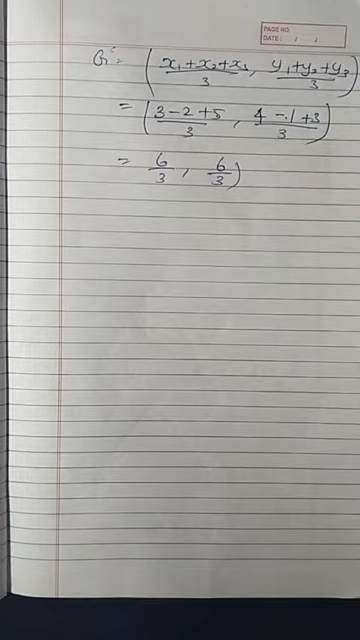 PAGE NO.
DATE: / /
G = ( x₁+x₂+x₃/3 , y₁+y₂+y₃/3 )
= ( 3-2+5/3 , 4-1+3/3 )
= 6/3 , 6/3 )